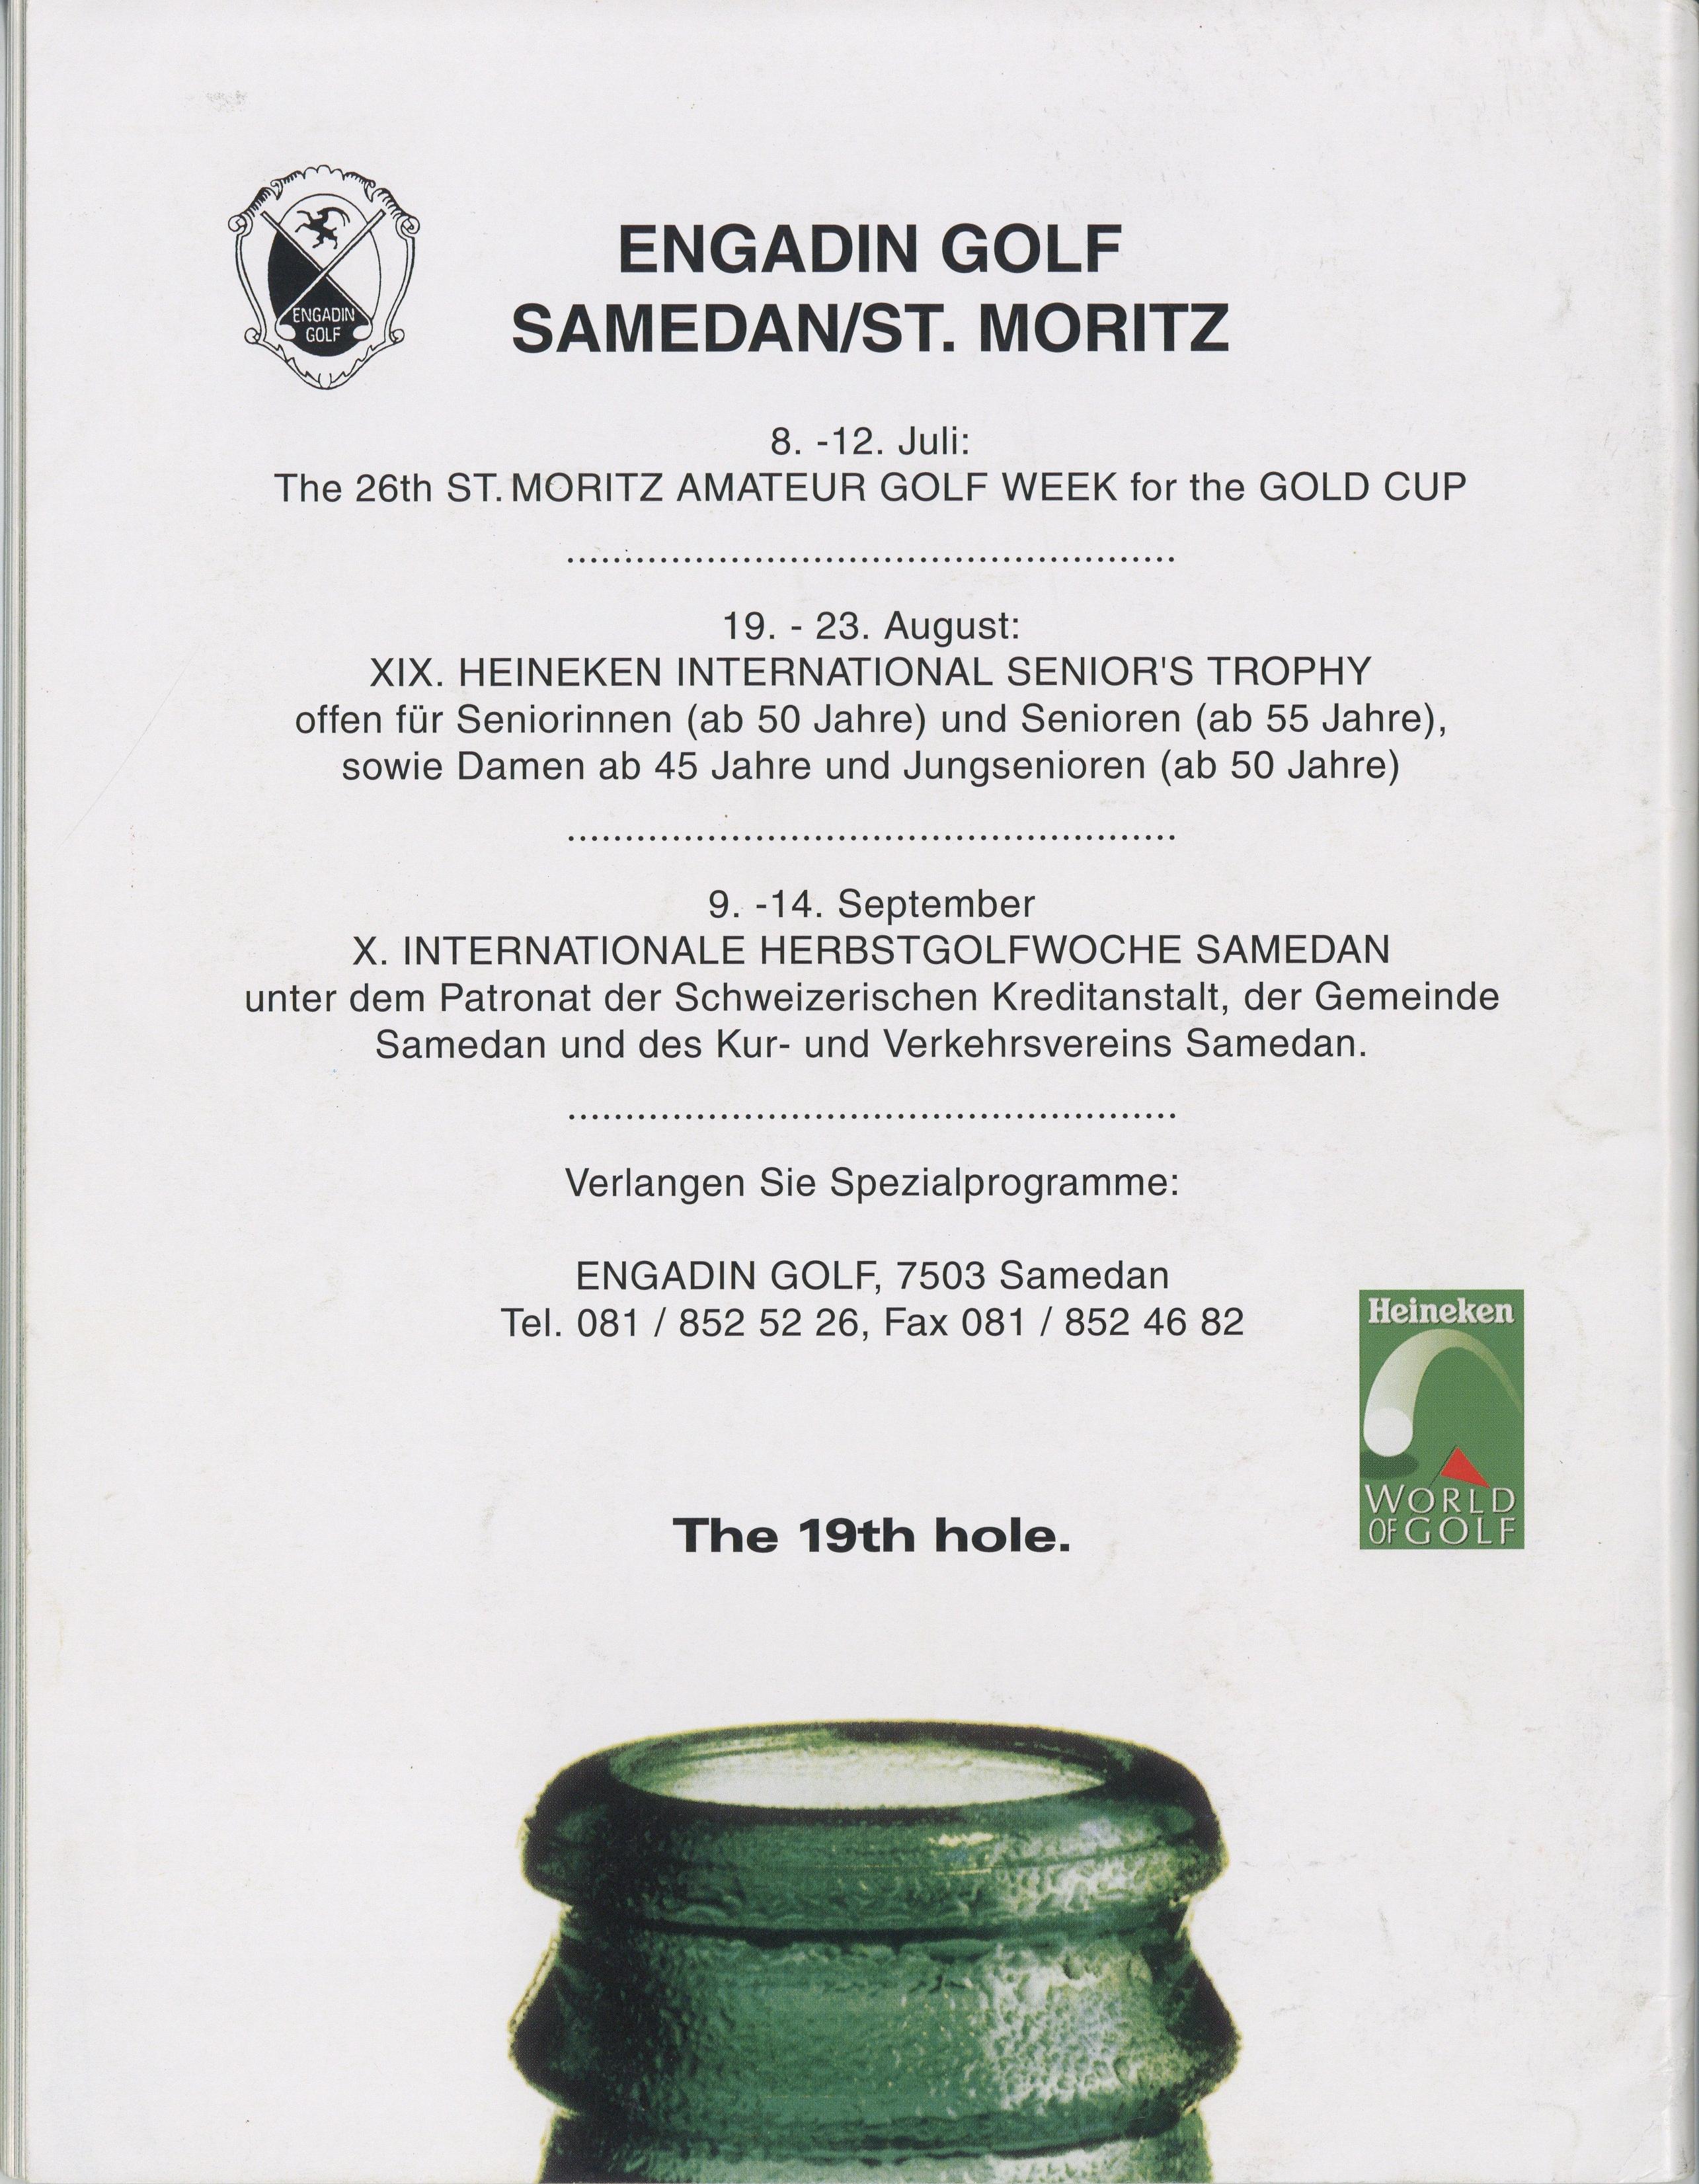 ENGADIN GOLF
SAMEDAN/ST. MORITZ
ENGADIN
GOLF
8. -12. Juli:
The 26th ST. MORITZ AMATEUR GOLF WEEK for the GOLD CUP
....................................................
19. - 23. August:
XIX. HEINEKEN INTERNATIONAL SENIOR'S TROPHY
offen für Seniorinnen (ab 50 Jahre) und Senioren (ab 55 Jahre),
sowie Damen ab 45 Jahre und Jungsenioren (ab 50 Jahre)
....................................................
9. -14. September
X. INTERNATIONALE HERBSTGOLFWOCHE SAMEDAN
unter dem Patronat der Schweizerischen Kreditanstalt, der Gemeinde
Samedan und des Kur- und Verkehrsvereins Samedan.
....................................................
Verlangen Sie Spezialprogramme:
ENGADIN GOLF, 7503 Samedan
Tel. 081 / 852 52 26, Fax 081 / 852 46 82
Heineken
WORLD
OF GOLF
The 19th hole.